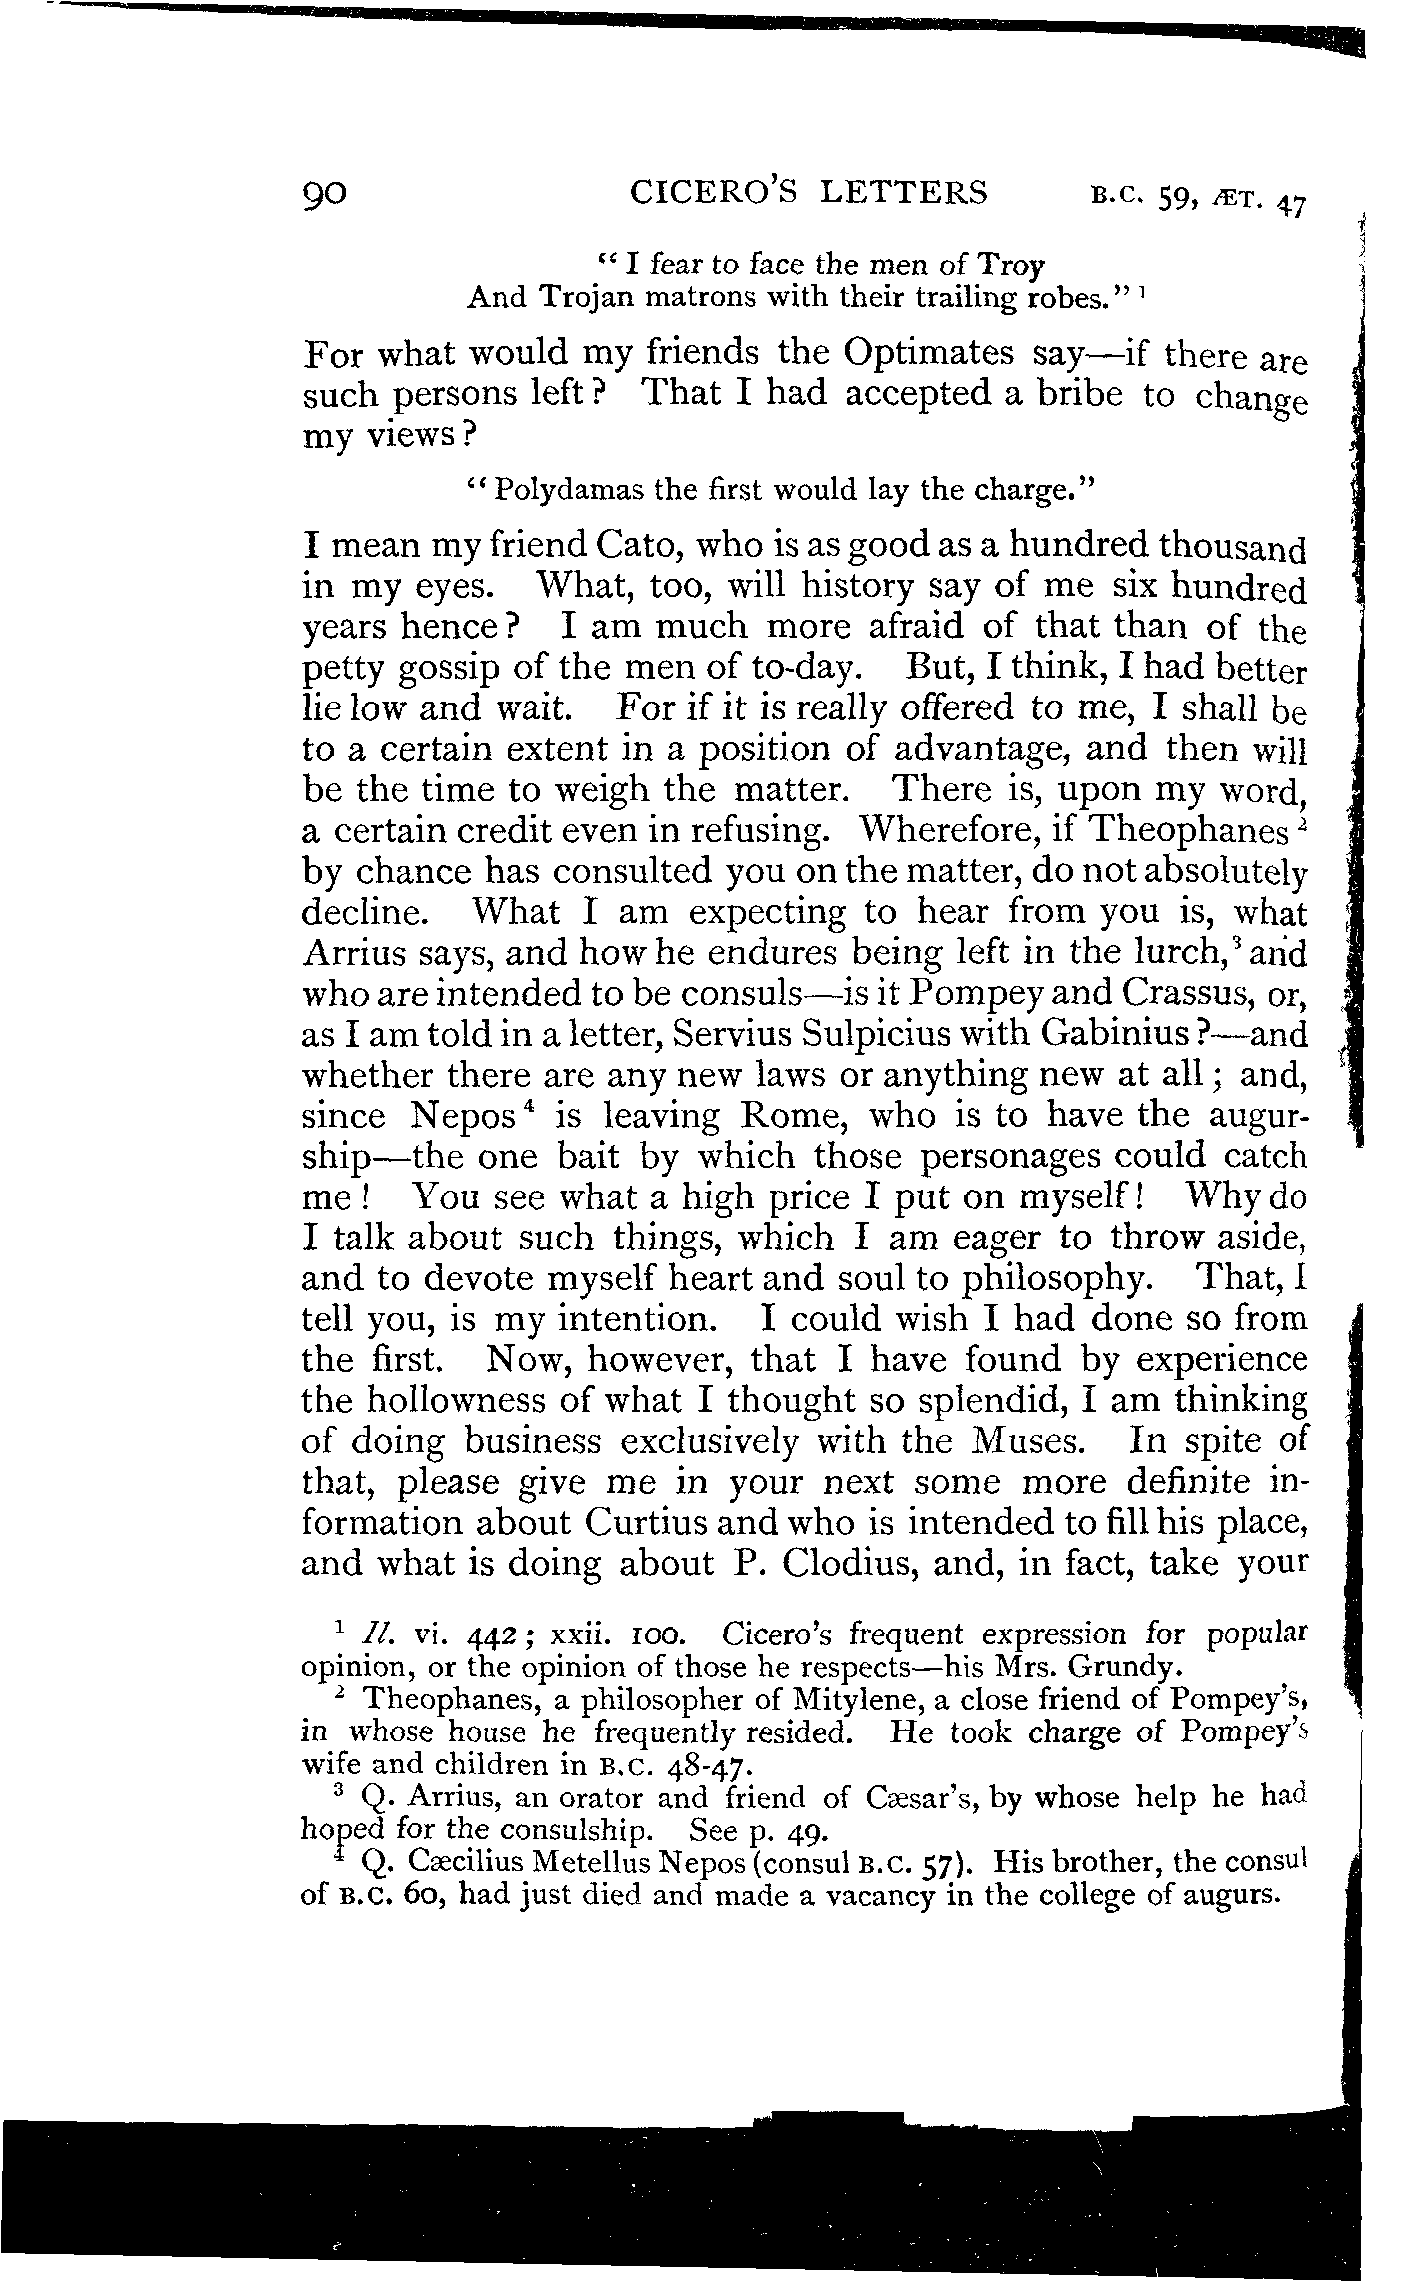 90 CICERO'S LETTERS B.C. 59, ÆT. 47
“ I fear to face the men of Troy
And Trojan matrons with their trailing robes.” ¹
For what would my friends the Optimates say—if there are
such persons left? That I had accepted a bribe to change
my views?
“ Polydamas the first would lay the charge.”
I mean my friend Cato, who is as good as a hundred thousand
in my eyes. What, too, will history say of me six hundred
years hence? I am much more afraid of that than of the
petty gossip of the men of to-day. But, I think, I had better
lie low and wait. For if it is really offered to me, I shall be
to a certain extent in a position of advantage, and then will
be the time to weigh the matter. There is, upon my word,
a certain credit even in refusing. Wherefore, if Theophanes ²
by chance has consulted you on the matter, do not absolutely
decline. What I am expecting to hear from you is, what
Arrius says, and how he endures being left in the lurch,³ and
who are intended to be consuls—is it Pompey and Crassus, or,
as I am told in a letter, Servius Sulpicius with Gabinius?—and
whether there are any new laws or anything new at all; and,
since Nepos ⁴ is leaving Rome, who is to have the augur-
ship—the one bait by which those personages could catch
me! You see what a high price I put on myself! Why do
I talk about such things, which I am eager to throw aside,
and to devote myself heart and soul to philosophy. That, I
tell you, is my intention. I could wish I had done so from
the first. Now, however, that I have found by experience
the hollowness of what I thought so splendid, I am thinking
of doing business exclusively with the Muses. In spite of
that, please give me in your next some more definite in-
formation about Curtius and who is intended to fill his place,
and what is doing about P. Clodius, and, in fact, take your
¹ Il. vi. 442; xxii. 100. Cicero's frequent expression for popular
opinion, or the opinion of those he respects—his Mrs. Grundy.
² Theophanes, a philosopher of Mitylene, a close friend of Pompey's,
in whose house he frequently resided. He took charge of Pompey's
wife and children in B.C. 48-47.
³ Q. Arrius, an orator and friend of Cæsar's, by whose help he had
hoped for the consulship. See p. 49.
⁴ Q. Cæcilius Metellus Nepos (consul B.C. 57). His brother, the consul
of B.C. 60, had just died and made a vacancy in the college of augurs.